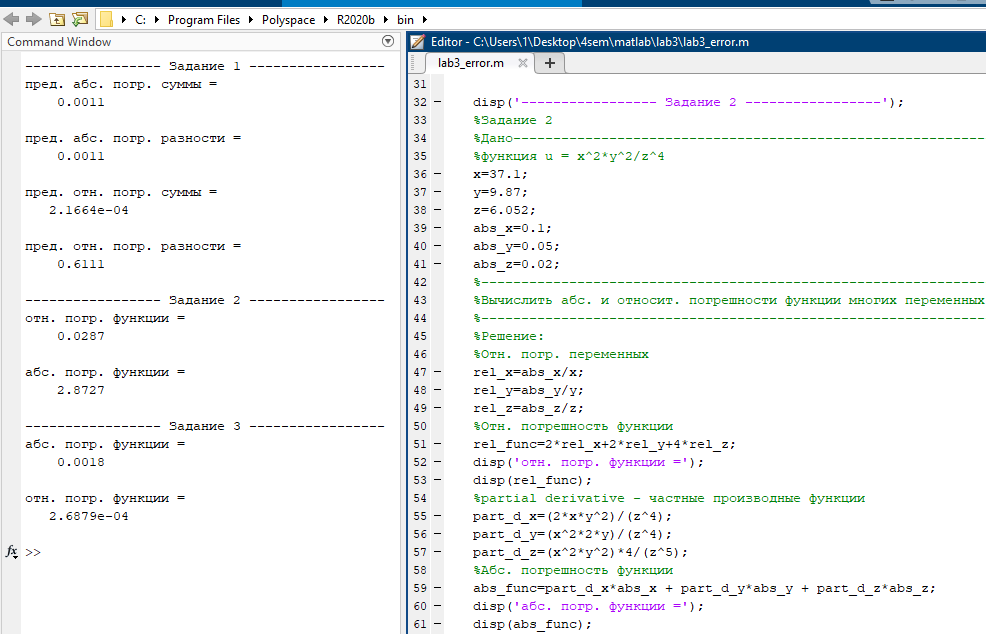 C: Program Files Polyspace R2020b bin
Command Window
----------------- Задание 1 -----------------
пред. абс. погр. суммы =
0.0011
пред. абс. погр. разности =
0.0011
пред. отн. погр. суммы =
2.1664e-04
пред. отн. погр. разности =
0.6111
----------------- Задание 2 -----------------
отн. погр. функции =
0.0287
абс. погр. функции =
2.8727
----------------- Задание 3 -----------------
абс. погр. функции =
0.0018
отн. погр. функции =
2.6879e-04
fx >>
Editor - C:\Users\1\Desktop\4sem\matlab\lab3\lab3_error.m
lab3_error.m
31
32 – disp('----------------- Задание 2 -----------------');
33 %Задание 2
34 %Дано-----------------------------------------------------------
35 %функция u = x^2*y^2/z^4
36 – x=37.1;
37 – y=9.87;
38 – z=6.052;
39 – abs_x=0.1;
40 – abs_y=0.05;
41 – abs_z=0.02;
42 %---------------------------------------------------------------
43 %Вычислить абс. и относит. погрешности функции многих переменных
44 %---------------------------------------------------------------
45 %Решение:
46 %Отн. погр. переменных
47 – rel_x=abs_x/x;
48 – rel_y=abs_y/y;
49 – rel_z=abs_z/z;
50 %Отн. погрешность функции
51 – rel_func=2*rel_x+2*rel_y+4*rel_z;
52 – disp('отн. погр. функции =');
53 – disp(rel_func);
54 %partial derivative - частные производные функции
55 – part_d_x=(2*x*y^2)/(z^4);
56 – part_d_y=(x^2*2*y)/(z^4);
57 – part_d_z=(x^2*y^2)*4/(z^5);
58 %Абс. погрешность функции
59 – abs_func=part_d_x*abs_x + part_d_y*abs_y + part_d_z*abs_z;
60 – disp('абс. погр. функции =');
61 – disp(abs_func);